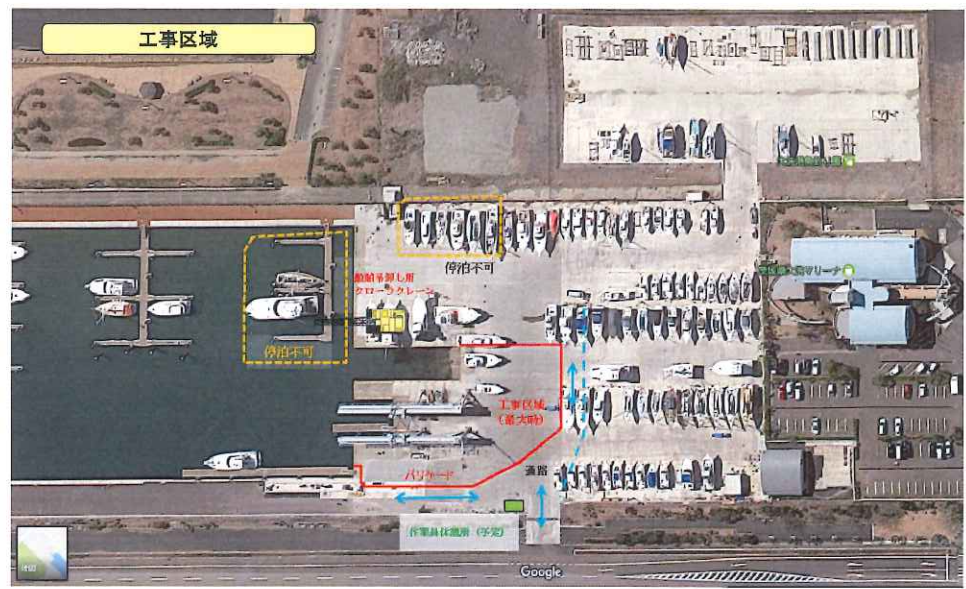 工事区域
停泊不可
船舶吊卸し用
クローラクレーン
停泊不可
工事区域
(最大時)
バリケード
通路
作業員休憩所 (予定)
Google